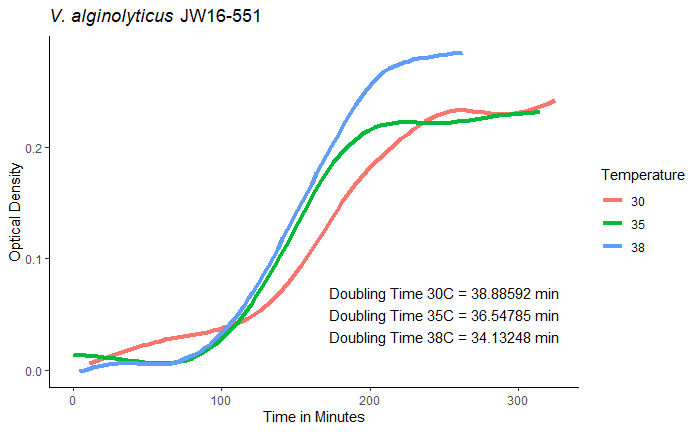 V. alginolyticus JW16-551
Optical Density
0.2
0.1
0.0
0
100
200
300
Time in Minutes
Doubling Time 30C = 38.88592 min
Doubling Time 35C = 36.54785 min
Doubling Time 38C = 34.13248 min
Temperature
30
35
38